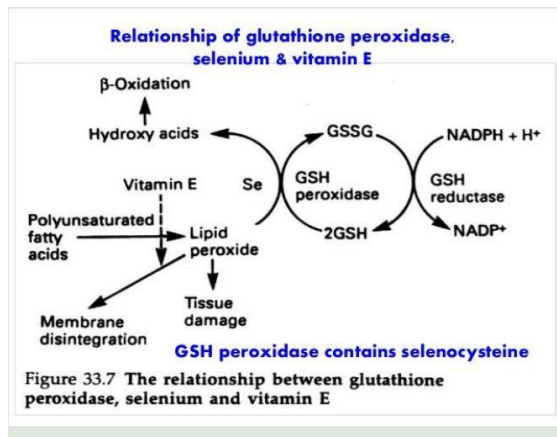 Relationship of glutathione peroxidase,
selenium & vitamin E
β-Oxidation
Hydroxy acids
GSSG
NADPH + H+
Vitamin E
Se
GSH
peroxidase
GSH
reductase
Polyunsaturated
fatty
acids
Lipid
peroxide
2GSH
NADP+
Membrane
disintegration
Tissue
damage
GSH peroxidase contains selenocysteine
Figure 33.7 The relationship between glutathione
peroxidase, selenium and vitamin E